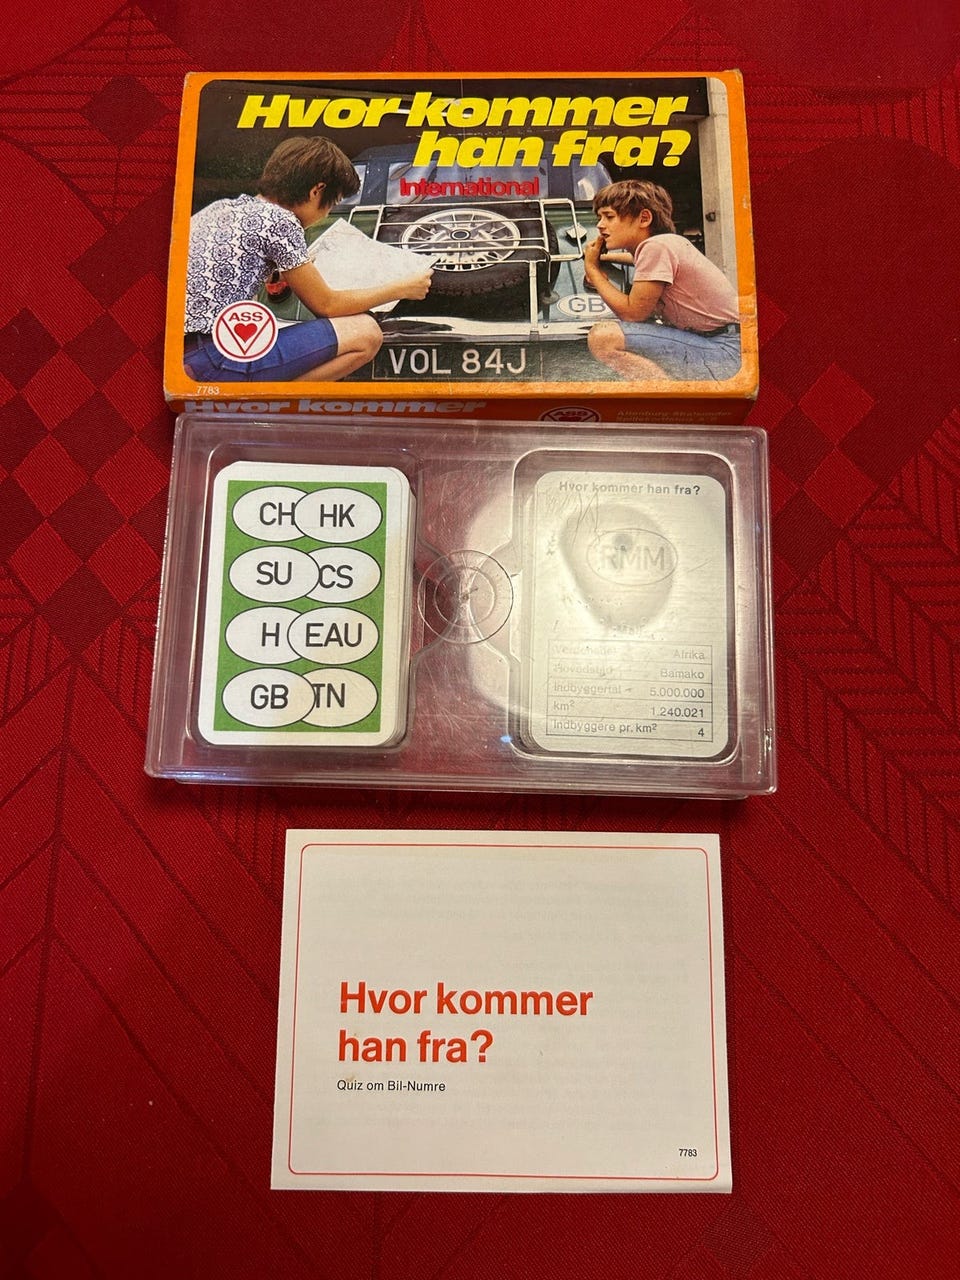 Hvor kommer
han fra?
International
GB
ASS
VOL 84J
7783
Hvor kommer
ASS
Altenburg-Stralsunder
CH HK
SU CS
H EAU
GB TN
Hvor kommer han fra?
RMM
Verdensdel Afrika
Hovedstad Bamako
Indbyggertal 5.000.000
km² 1.240.021
Indbyggere pr. km² 4
Hvor kommer
han fra?
Quiz om Bil-Numre
7783